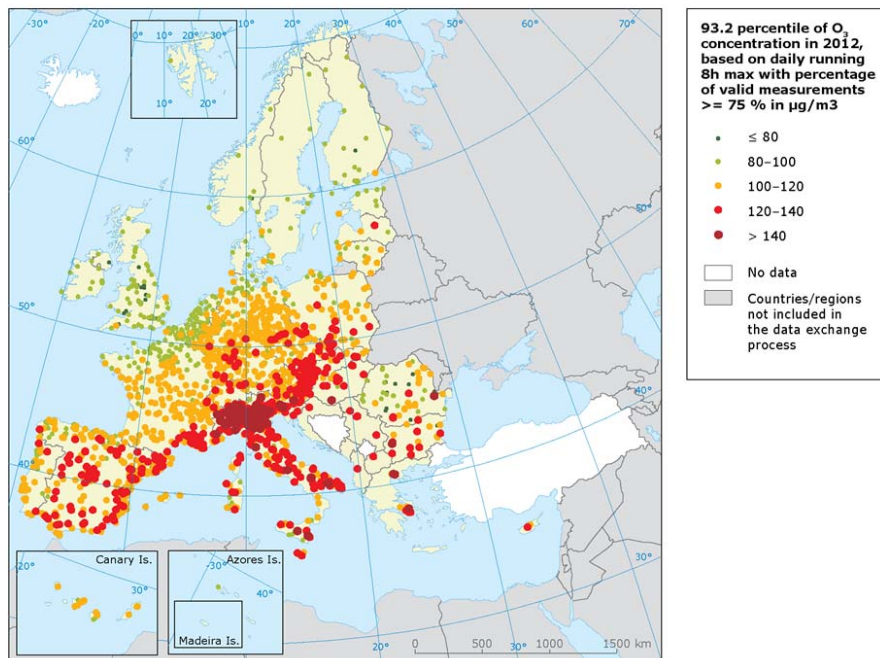 -30° -20° -10° 0° 10° 20° 30° 20° 30° 40° 50° 60° 70°
10° 20°
60°
60°
50°
50°
40°
40°
30°
Canary Is.
-20°
30°
Azores Is.
-30°
40°
Madeira Is.
0 500 1000 1500 km
20° 30°
93.2 percentile of O3
concentration in 2012,
based on daily running
8h max with percentage
of valid measurements
>= 75 % in µg/m3
≤ 80
80–100
100–120
120–140
> 140
No data
Countries/regions
not included in
the data exchange
process